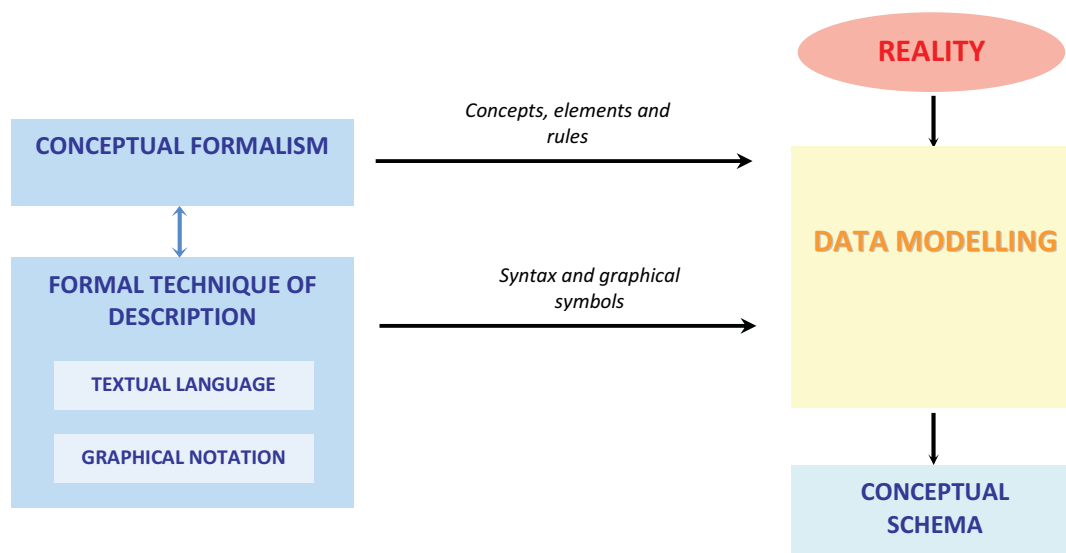 REALITY
Concepts, elements and
rules
CONCEPTUAL FORMALISM
DATA MODELLING
FORMAL TECHNIQUE OF
DESCRIPTION
Syntax and graphical
symbols
TEXTUAL LANGUAGE
GRAPHICAL NOTATION
CONCEPTUAL
SCHEMA